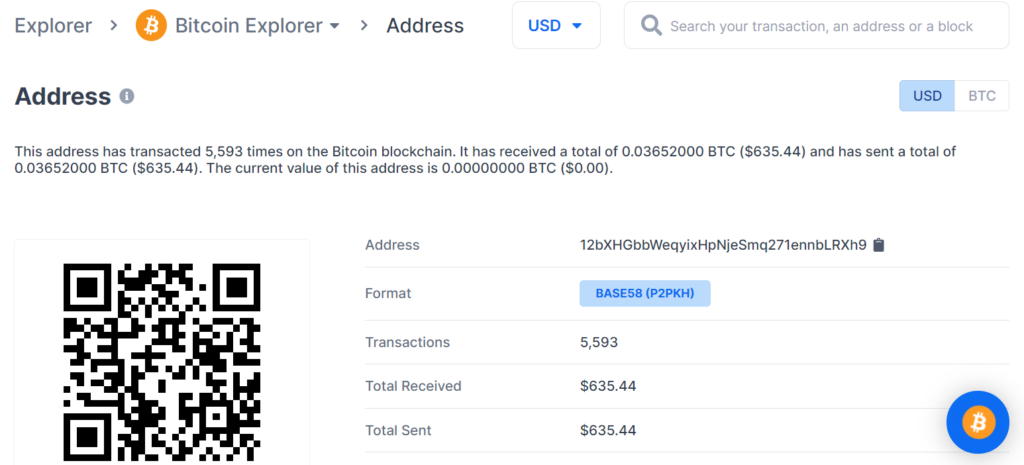 Explorer > Bitcoin Explorer > Address USD Search your transaction, an address or a block
Address USD BTC
This address has transacted 5,593 times on the Bitcoin blockchain. It has received a total of 0.03652000 BTC ($635.44) and has sent a total of
0.03652000 BTC ($635.44). The current value of this address is 0.00000000 BTC ($0.00).
Address 12bXHGbbWeqyixHpNjeSmq271ennbLRXh9
Format BASE58 (P2PKH)
Transactions 5,593
Total Received $635.44
Total Sent $635.44